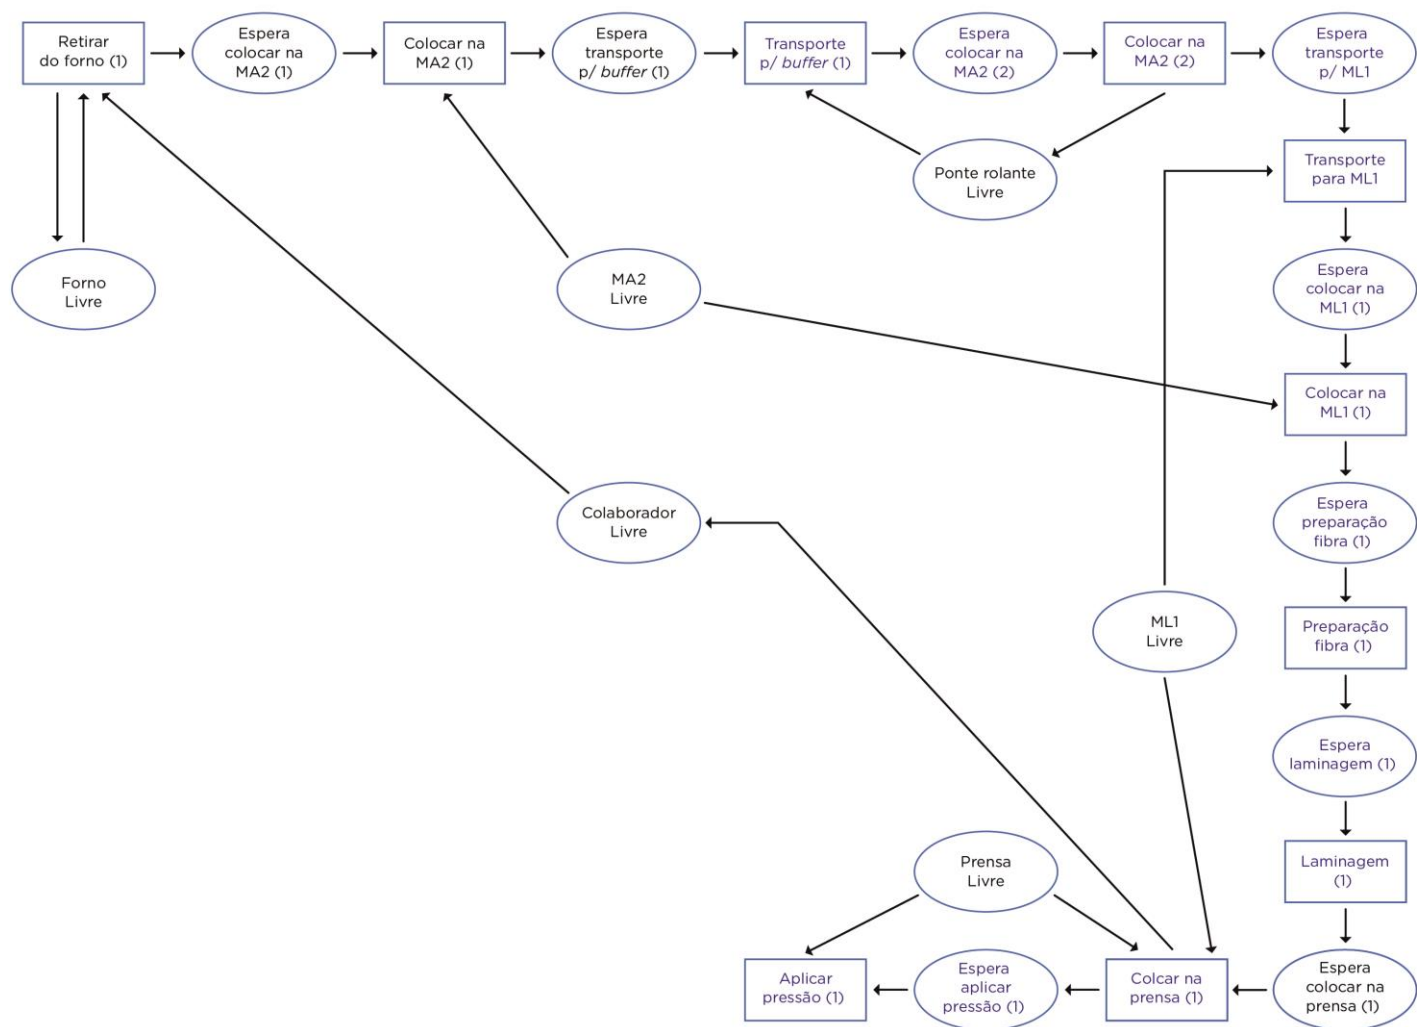 Retirar
do forno (1)
Espera
colocar na
MA2 (1)
Colocar na
MA2 (1)
Espera
transporte
p/ buffer (1)
Transporte
p/ buffer (1)
Espera
colocar na
MA2 (2)
Colocar na
MA2 (2)
Espera
transporte
p/ ML1
Transporte
para ML1
Ponte rolante
Livre
Forno
Livre
MA2
Livre
Espera
colocar na
ML1 (1)
Colocar na
ML1 (1)
Colaborador
Livre
Espera
preparação
fibra (1)
ML1
Livre
Preparação
fibra (1)
Espera
laminagem (1)
Prensa
Livre
Laminagem
(1)
Aplicar
pressão (1)
Espera
aplicar
pressão (1)
Colcar na
prensa (1)
Espera
colocar na
prensa (1)